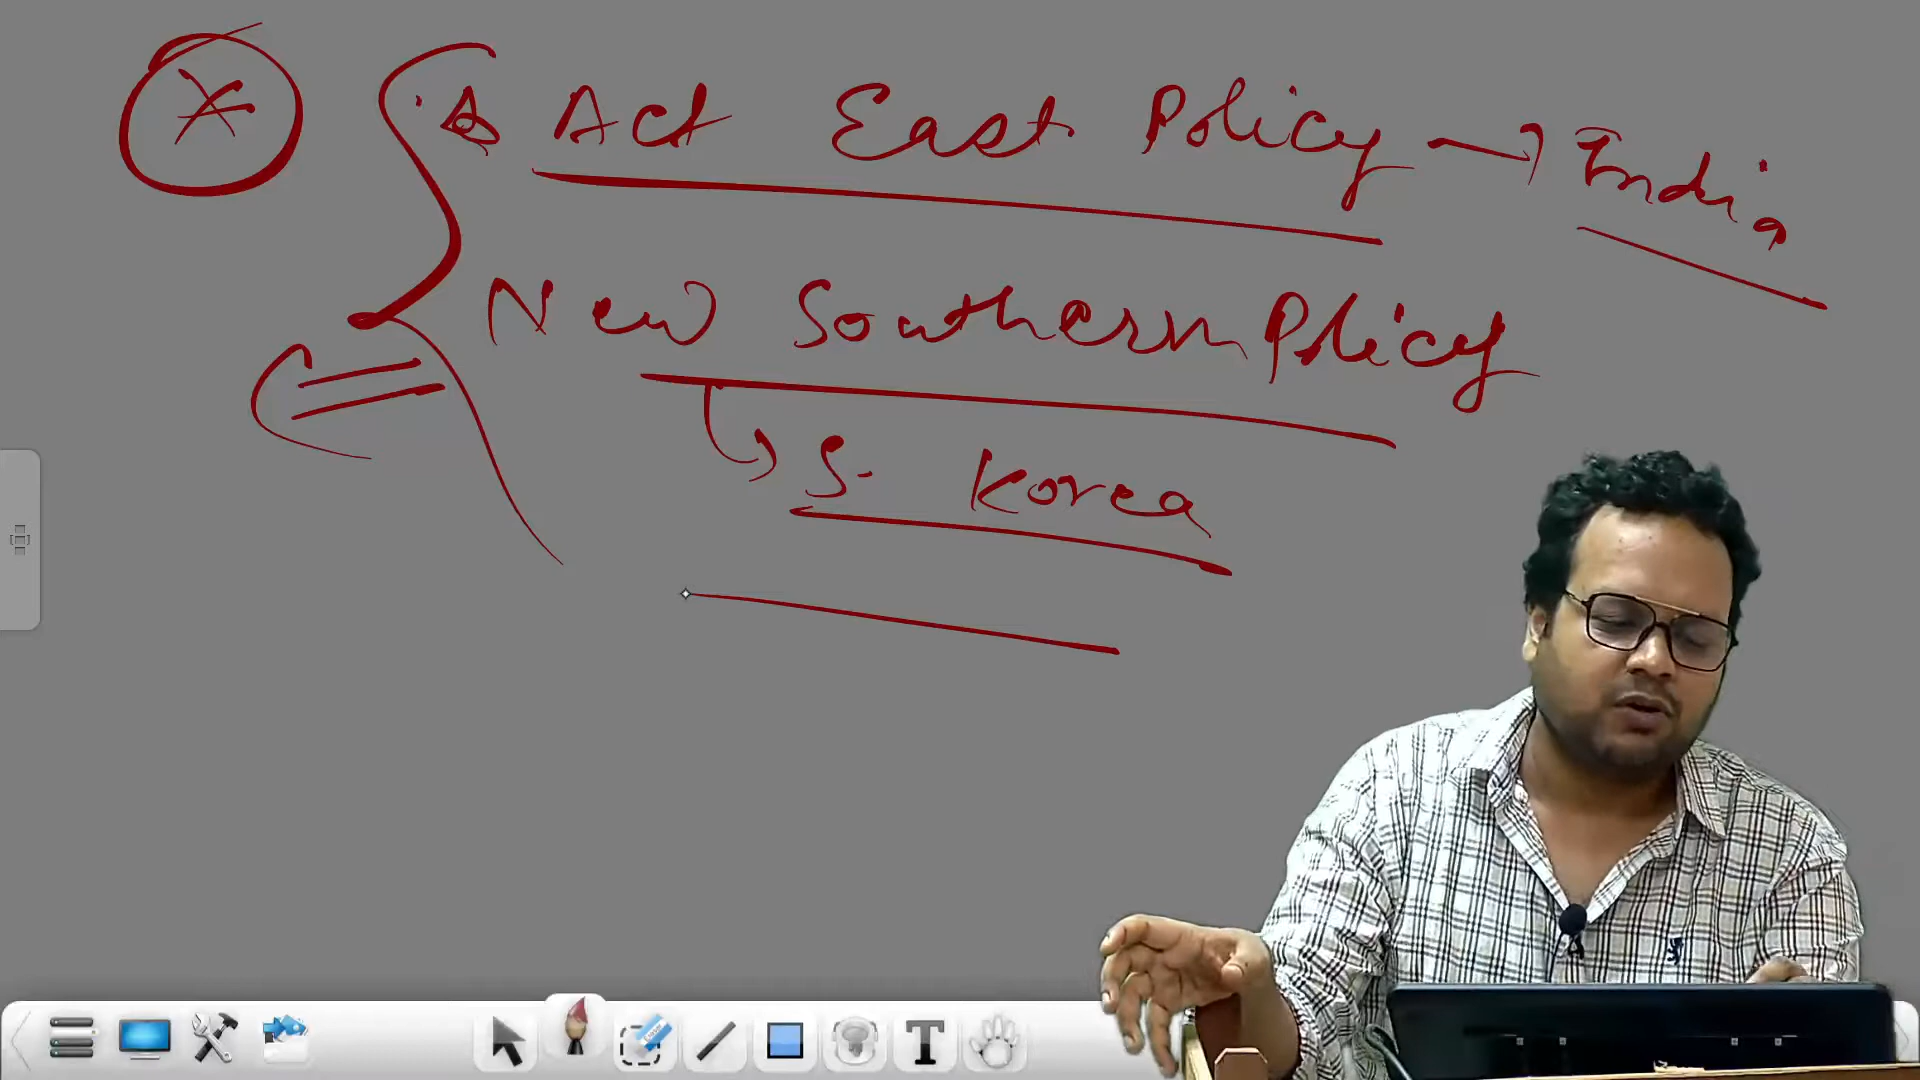 Act East Policy → India
New Southern Policy
↳ S. Korea
T